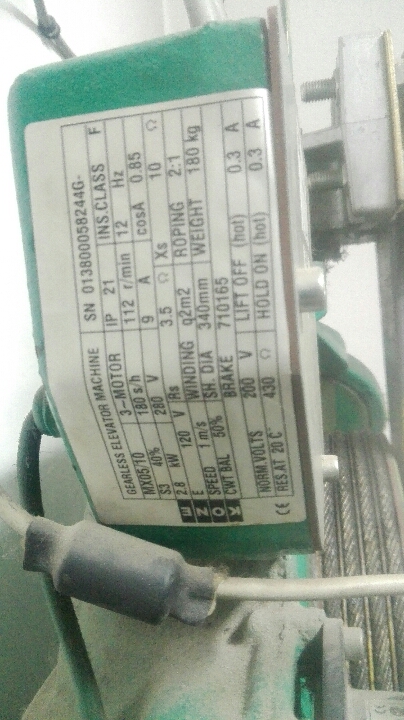 GEARLESS ELEVATOR MACHINE SN 013800058244G-
3~MOTOR IP 21 INS.CLASS F
MX05/10 180 s/h 112 r/min 12 Hz
S3 40% 280 V 9 A cosA 0.85
2.8 kW 120 V Rs 3.5 Ω Xs 10 Ω
E WINDING q2m2 ROPING 2:1
SPEED 1 m/s SH. DIA 340mm WEIGHT 180 kg
CWT BAL 50% BRAKE 710165
NORM.VOLTS 200 V LIFT OFF (hot) 0.3 A
RES.AT 20 C° 430 Ω HOLD ON (hot) 0.3 A
KONE
CE